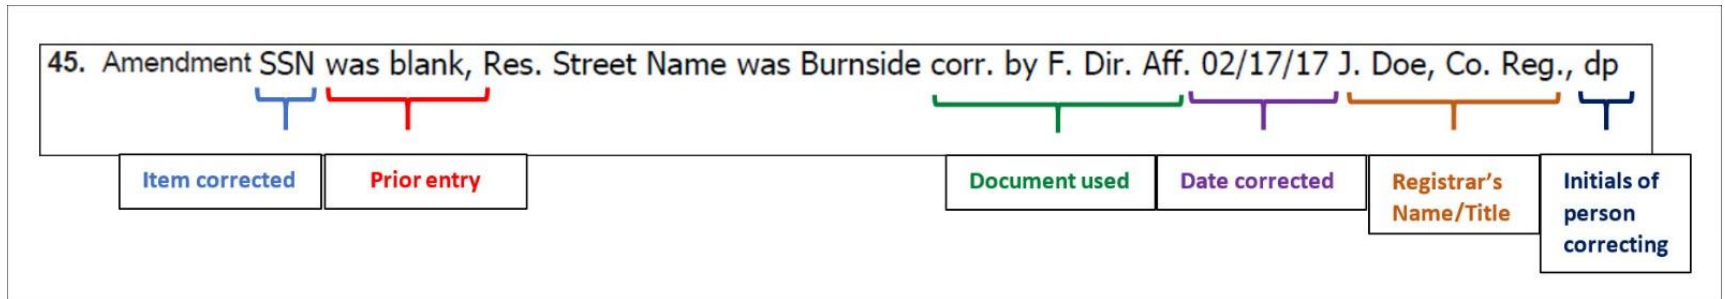 45. Amendment SSN was blank, Res. Street Name was Burnside corr. by F. Dir. Aff. 02/17/17 J. Doe, Co. Reg., dp
Item corrected
Prior entry
Document used
Date corrected
Registrar's
Name/Title
Initials of
person
correcting